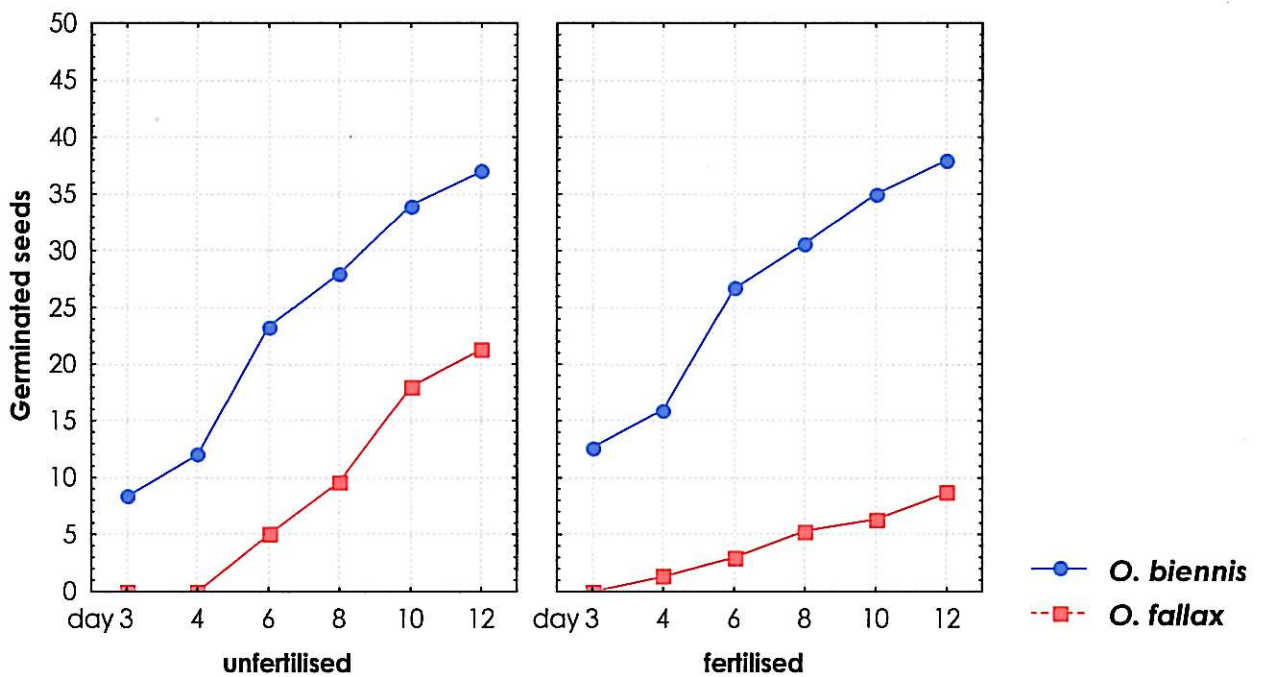 50
45
40
35
30
25
20
15
10
5
0
Germinated seeds
day 3 4 6 8 10 12
unfertilised
day 3 4 6 8 10 12
fertilised
O. biennis
O. fallax